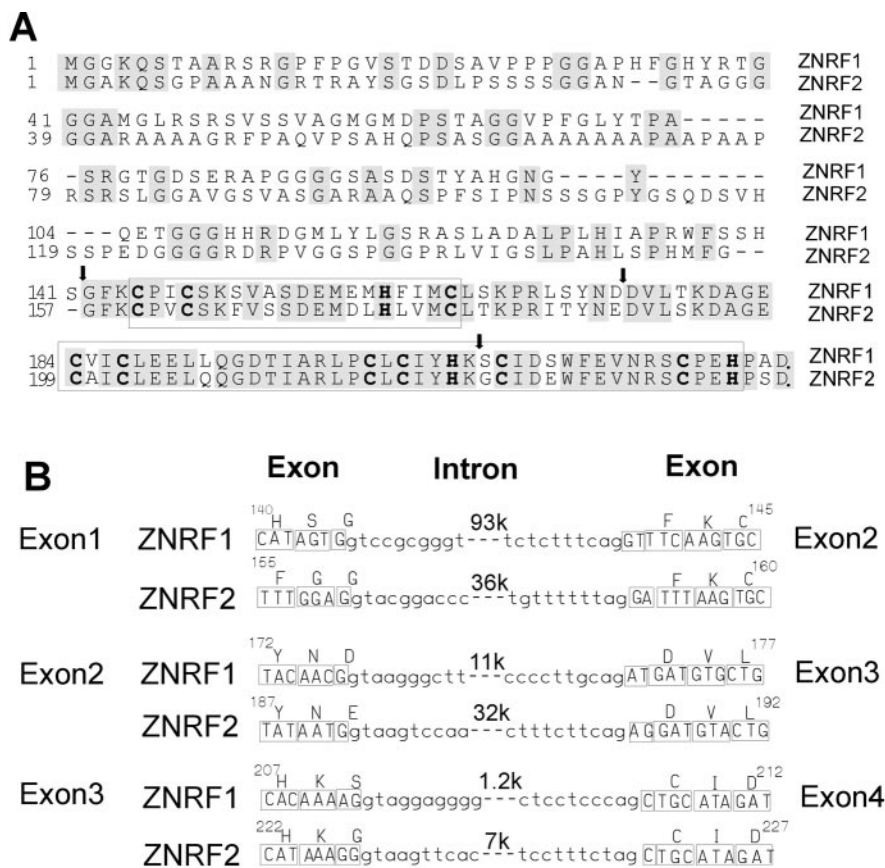 A
1 MGGKQSTAARSRGPFPGVSTDDSAVPPPGGAPHFGHYRTG ZNRF1
1 MGAKQSGPAAANGRTRAYSGSDLPSSSSGGAN--GTAGGG ZNRF2
41 GGAMGLRSRSVSSVAGMGMDPSTAGGVPFGLYTPA----- ZNRF1
39 GGARAAAAGRFPAQVPSAHQPSASGGAAAAAAAPAAPAAP ZNRF2
76 -SRGTGDSERAPGGGGSASDSTYAHGNG----Y------- ZNRF1
79 RSRSLGGAVGSVASGARAAQSPFSIPNSSSGPYGSQDSVH ZNRF2
104 ---QETGGGHHRDGMLYLGSRASLADALPLHIAPRWFSSH ZNRF1
119 SSPEDGGGGRDRPVGGSPGGPRLVIGSLPAHLSPHMFG-- ZNRF2
141 SGFKCPICSKSVASDEMEMHFIMCLSKPRLSYNDDVLTKDAGE ZNRF1
157 -GFKCPVCSKFVSSDEMDLHLVMCLTKPRITYNEDVLSKDAGE ZNRF2
184 CVICLEELLQGDTIARLPCLCIYHKSCIDSWFEVNRSCPEHPAD. ZNRF1
199 CAICLEELQQGDTIARLPCLCIYHKGCIDEWFEVNRSCPEHPSD. ZNRF2
B
Exon Intron Exon
140 H S G 93k F K C 145
Exon1 ZNRF1 CATAGTGgtccgcgggt---tctctttcagGTTTCAAGTGC Exon2
155 F G G 36k F K C 160
ZNRF2 TTTGGAGgtacggaccc---tgttttttagGATTTAAGTGC
172 Y N D 11k D V L 177
Exon2 ZNRF1 TACAACGgtaagggctt---ccccttgcagATGATGTGCTG Exon3
187 Y N E 32k D V L 192
ZNRF2 TATAATGgtaagtccaa---ctttcttcagAGGATGTACTG
207 H K S 1.2k C I D 212
Exon3 ZNRF1 CACAAAAGgtaggagggg---ctcctcccagCTGCATAGAT Exon4
222 H K G 7k C I D 227
ZNRF2 CATAAAGGgtaagttcac---tcctttctagCTGCATAGAT